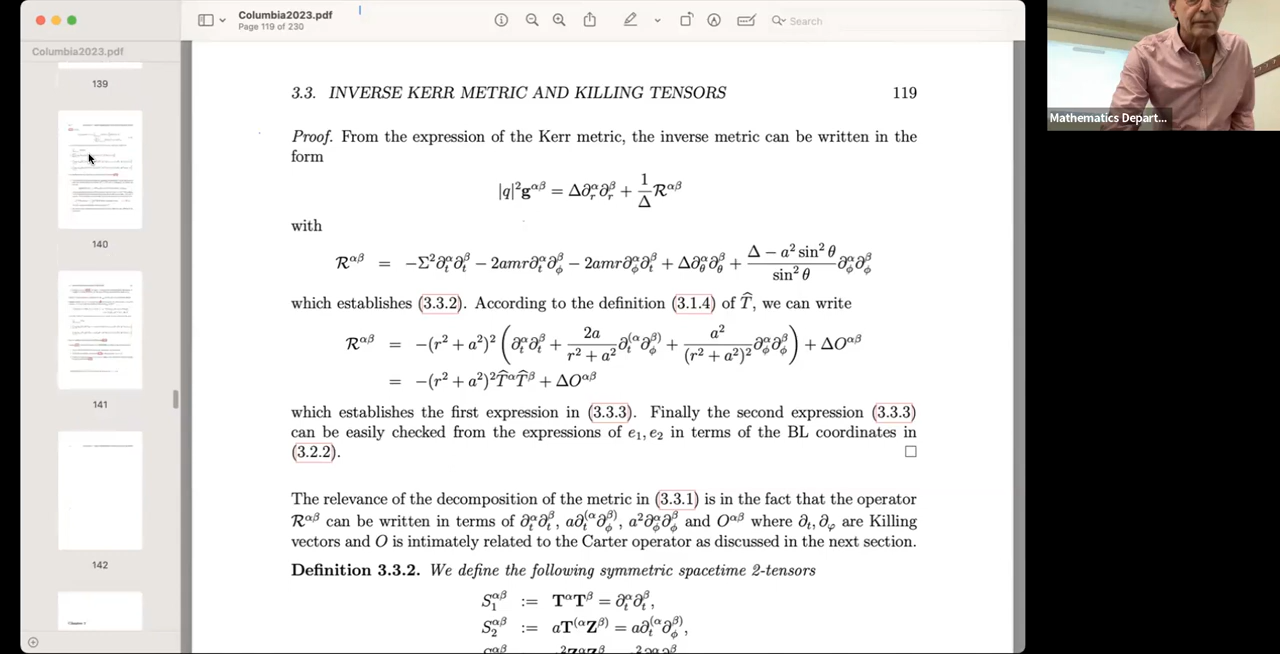 Columbia2023.pdf
Page 119 of 230
Search
Columbia2023.pdf
139
140
141
142
3.3. INVERSE KERR METRIC AND KILLING TENSORS 119
Proof. From the expression of the Kerr metric, the inverse metric can be written in the
form
|q|²g^{αβ} = Δ∂_r^α∂_r^β + \frac{1}{Δ}ℛ^{αβ}
with
ℛ^{αβ} = −Σ²∂_t^α∂_t^β − 2amr∂_t^α∂_ϕ^β − 2amr∂_ϕ^α∂_t^β + Δ∂_θ^α∂_θ^β + \frac{Δ − a² sin² θ}{sin² θ}∂_ϕ^α∂_ϕ^β
which establishes (3.3.2). According to the definition (3.1.4) of T̂, we can write
ℛ^{αβ} = −(r² + a²)² (∂_t^α∂_t^β + \frac{2a}{r² + a²}∂_t^{(α}∂_ϕ^{β)} + \frac{a²}{(r² + a²)²}∂_ϕ^α∂_ϕ^β) + ΔO^{αβ}
= −(r² + a²)²T̂^αT̂^β + ΔO^{αβ}
which establishes the first expression in (3.3.3). Finally the second expression (3.3.3)
can be easily checked from the expressions of e₁, e₂ in terms of the BL coordinates in
(3.2.2). □
The relevance of the decomposition of the metric in (3.3.1) is in the fact that the operator
ℛ^{αβ} can be written in terms of ∂_t^α∂_t^β, a∂_t^{(α}∂_ϕ^{β)}, a²∂_ϕ^α∂_ϕ^β and O^{αβ} where ∂_t, ∂_φ are Killing
vectors and O is intimately related to the Carter operator as discussed in the next section.
Definition 3.3.2. We define the following symmetric spacetime 2-tensors
S_1^{αβ} := T^αT^β = ∂_t^α∂_t^β,
S_2^{αβ} := aT^{(α}Z^{β)} = a∂_t^{(α}∂_ϕ^{β)},
Mathematics Depart...